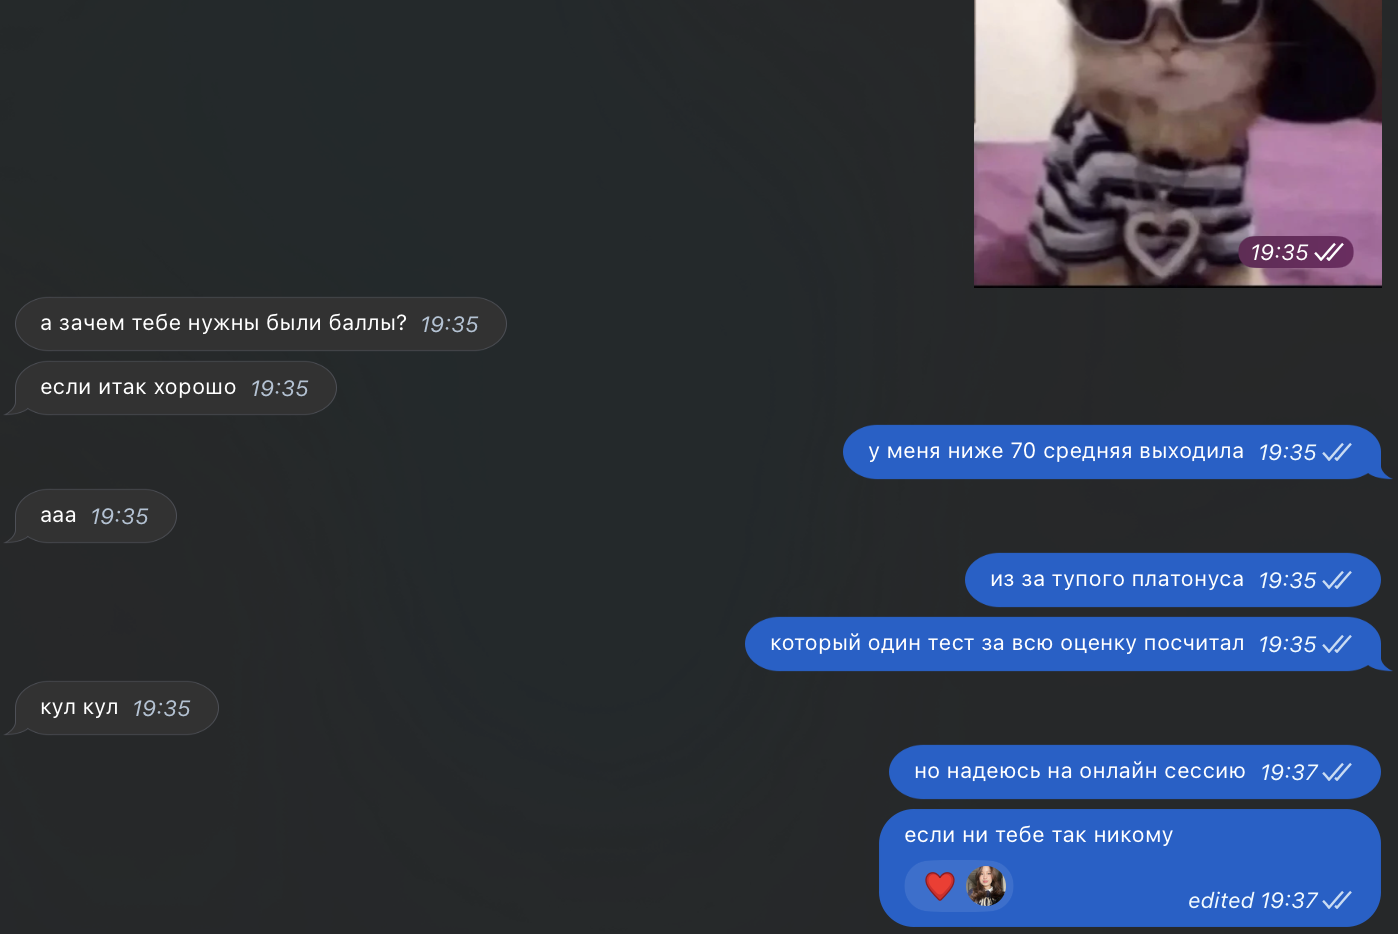 19:35
а зачем тебе нужны были баллы? 19:35
если итак хорошо 19:35
у меня ниже 70 средняя выходила 19:35
ааа 19:35
из за тупого платонуса 19:35
который один тест за всю оценку посчитал 19:35
кул кул 19:35
но надеюсь на онлайн сессию 19:37
если ни тебе так никому
edited 19:37